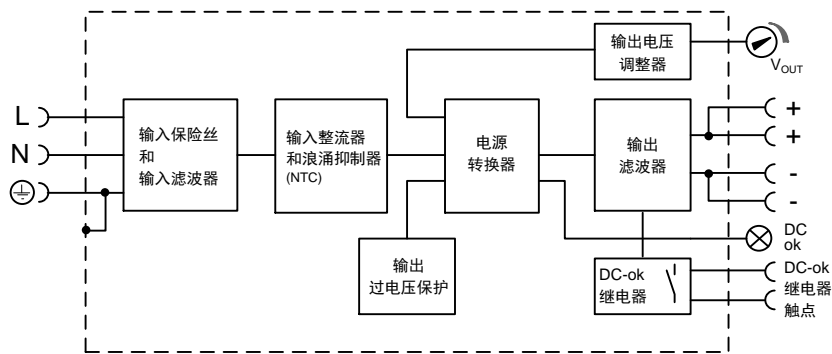 输出电压
调整器
VOUT
L
N
输入保险丝
和
输入滤波器
输入整流器
和浪涌抑制器
(NTC)
电源
转换器
输出
滤波器
+
+
-
-
DC
ok
输出
过电压保护
DC-ok
继电器
DC-ok
继电器
触点